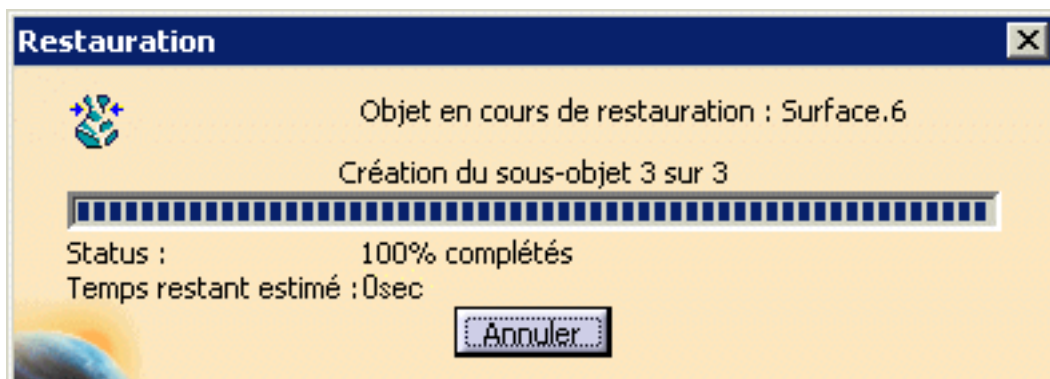 Restauration
Objet en cours de restauration : Surface.6
Création du sous-objet 3 sur 3
Status : 100% complétés
Temps restant estimé : 0sec
Annuler